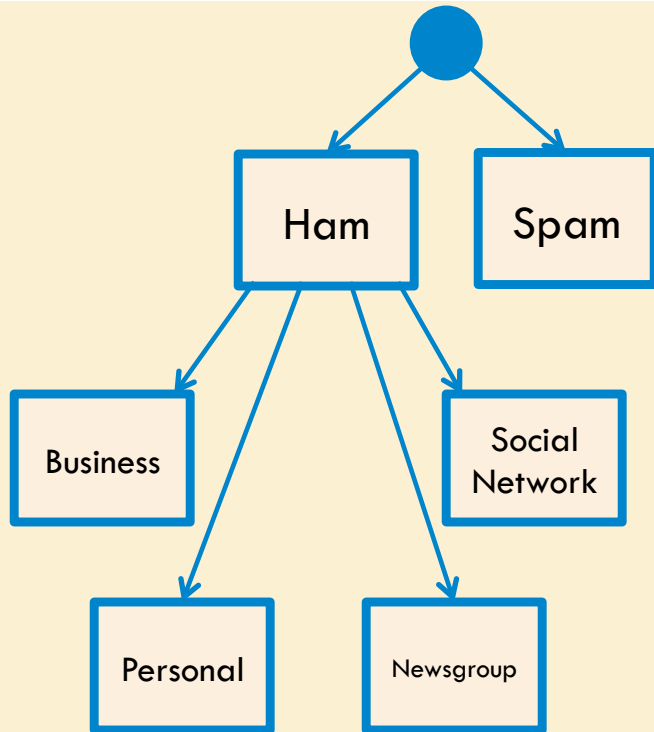 Ham
Spam
Business
Social
Network
Personal
Newsgroup